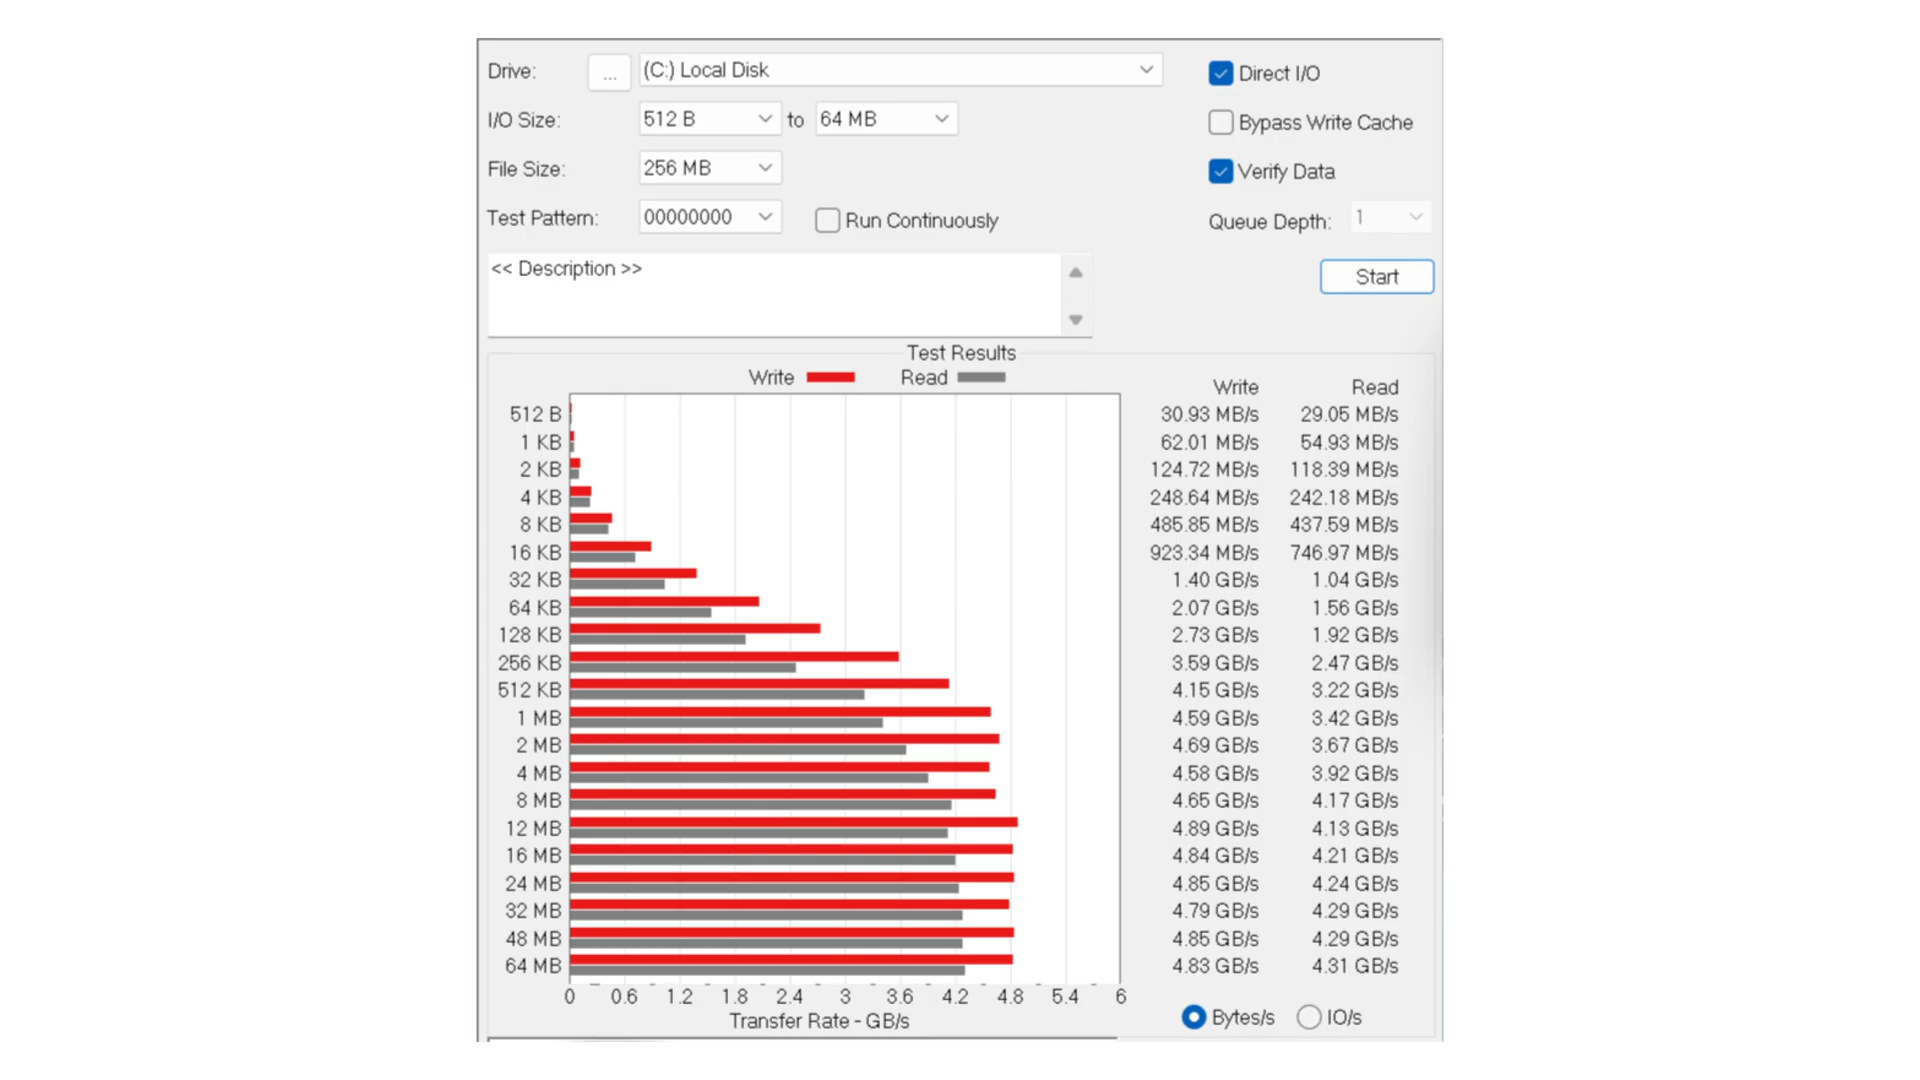 Drive: ... (C:) Local Disk Direct I/O
I/O Size: 512 B to 64 MB Bypass Write Cache
File Size: 256 MB Verify Data
Test Pattern: 00000000 Run Continuously Queue Depth: 1
<< Description >> Start
Test Results
Write Read Write Read
512 B 30.93 MB/s 29.05 MB/s
1 KB 62.01 MB/s 54.93 MB/s
2 KB 124.72 MB/s 118.39 MB/s
4 KB 248.64 MB/s 242.18 MB/s
8 KB 485.85 MB/s 437.59 MB/s
16 KB 923.34 MB/s 746.97 MB/s
32 KB 1.40 GB/s 1.04 GB/s
64 KB 2.07 GB/s 1.56 GB/s
128 KB 2.73 GB/s 1.92 GB/s
256 KB 3.59 GB/s 2.47 GB/s
512 KB 4.15 GB/s 3.22 GB/s
1 MB 4.59 GB/s 3.42 GB/s
2 MB 4.69 GB/s 3.67 GB/s
4 MB 4.58 GB/s 3.92 GB/s
8 MB 4.65 GB/s 4.17 GB/s
12 MB 4.89 GB/s 4.13 GB/s
16 MB 4.84 GB/s 4.21 GB/s
24 MB 4.85 GB/s 4.24 GB/s
32 MB 4.79 GB/s 4.29 GB/s
48 MB 4.85 GB/s 4.29 GB/s
64 MB 4.83 GB/s 4.31 GB/s
0 0.6 1.2 1.8 2.4 3 3.6 4.2 4.8 5.4 6
Transfer Rate - GB/s Bytes/s IO/s